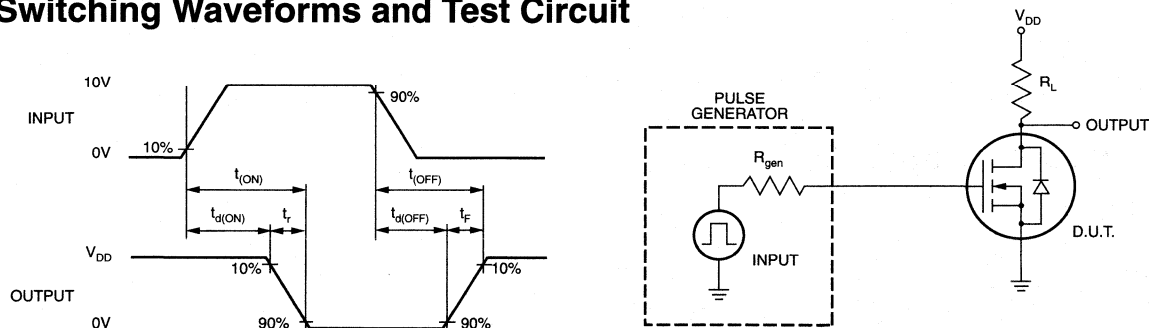 Switching Waveforms and Test Circuit
10V
INPUT
0V
10%
90%
t(ON)
t(OFF)
td(ON)
tr
td(OFF)
tF
VDD
OUTPUT
0V
10%
10%
90%
90%
PULSE
GENERATOR
Rgen
INPUT
VDD
RL
OUTPUT
D.U.T.